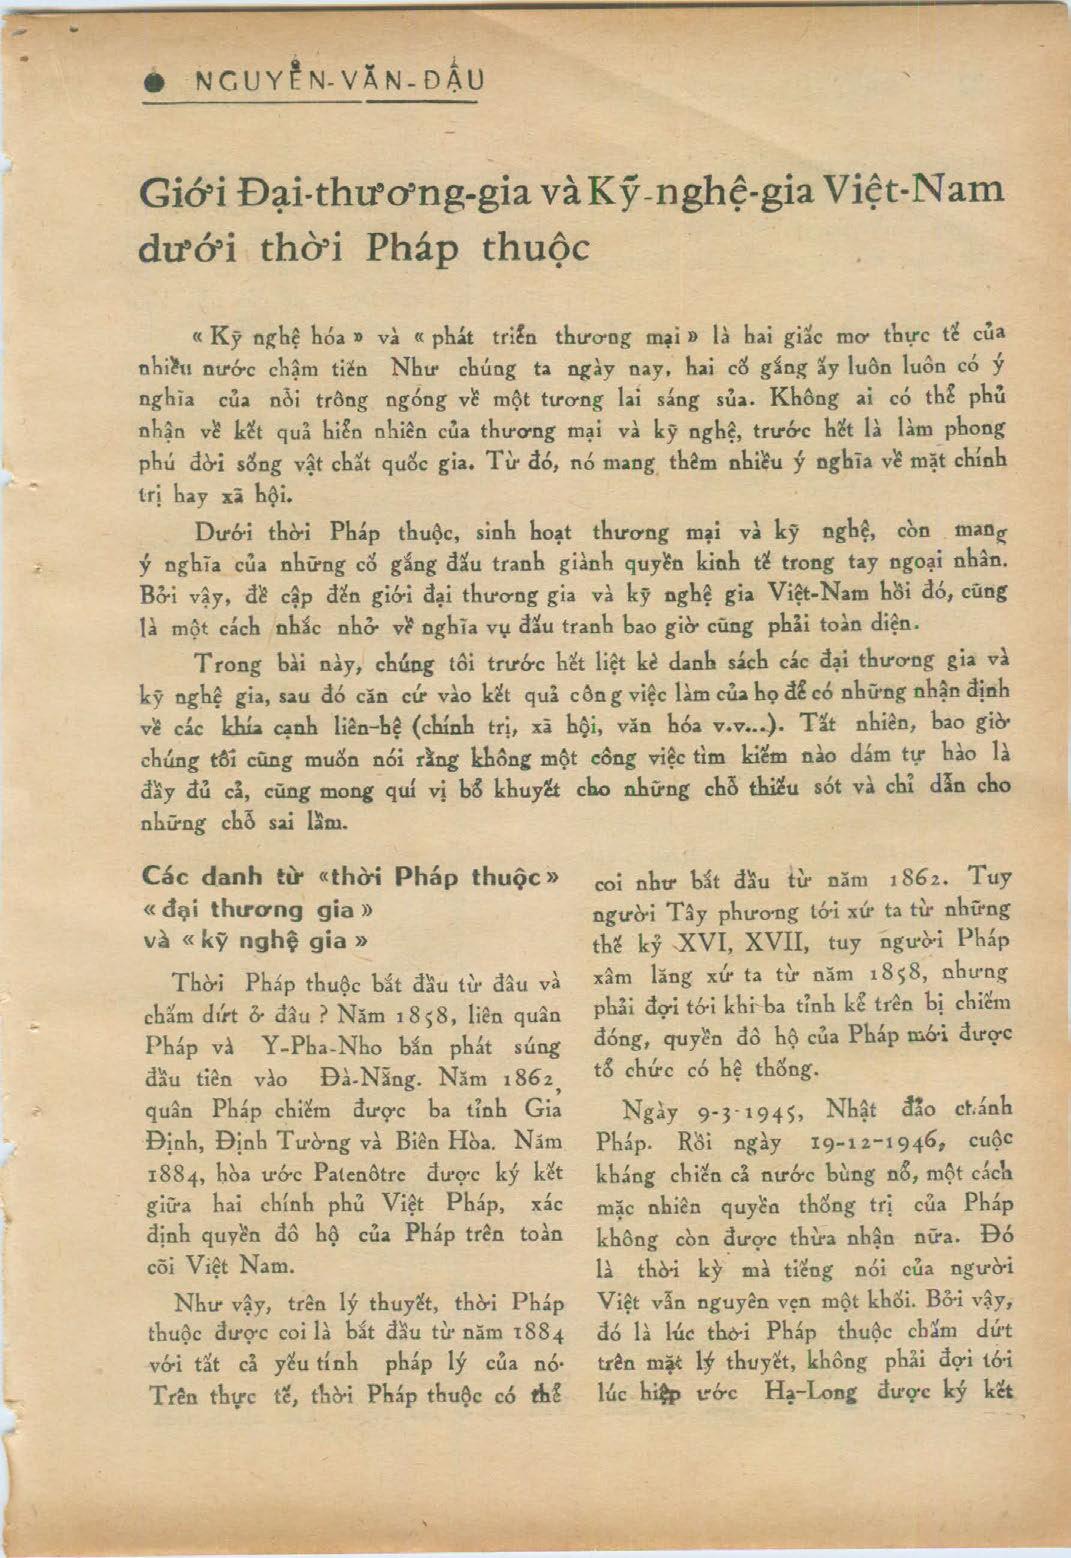 NGUYỄN-VĂN-ĐẬU
Giới Đại-thương-gia và Kỹ-nghệ-gia Việt-Nam
dưới thời Pháp thuộc
« Kỹ nghệ hóa » và « phát triển thương mại » là hai giấc mơ thực tế của
nhiều nước chậm tiến Như chúng ta ngày nay, hai cố gắng ấy luôn luôn có ý
nghĩa của nỗi trông ngóng về một tương lai sáng sủa. Không ai có thể phủ
nhận về kết quả hiển nhiên của thương mại và kỹ nghệ, trước hết là làm phong
phú đời sống vật chất quốc gia. Từ đó, nó mang thêm nhiều ý nghĩa về mặt chính
trị hay xã hội.
Dưới thời Pháp thuộc, sinh hoạt thương mại và kỹ nghệ, còn mang
ý nghĩa của những cố gắng đấu tranh giành quyền kinh tế trong tay ngoại nhân.
Bởi vậy, đề cập đến giới đại thương gia và kỹ nghệ gia Việt-Nam hồi đó, cũng
là một cách nhắc nhở về nghĩa vụ đấu tranh bao giờ cũng phải toàn diện.
Trong bài này, chúng tôi trước hết liệt kê danh sách các đại thương gia và
kỹ nghệ gia, sau đó căn cứ vào kết quả công việc làm của họ để có những nhận định
về các khía cạnh liên-hệ (chính trị, xã hội, văn hóa v.v...). Tất nhiên, bao giờ
chúng tôi cũng muốn nói rằng không một công việc tìm kiếm nào dám tự hào là
đầy đủ cả, cũng mong quí vị bổ khuyết cho những chỗ thiếu sót và chỉ dẫn cho
những chỗ sai lầm.
Các danh từ «thời Pháp thuộc»
« đại thương gia »
và « kỹ nghệ gia »
Thời Pháp thuộc bắt đầu từ đâu và
chấm dứt ở đâu ? Năm 1858, liên quân
Pháp và Y-Pha-Nho bắn phát súng
đầu tiên vào Đà-Nẵng. Năm 1862,
quân Pháp chiếm được ba tỉnh Gia
Định, Định Tường và Biên Hòa. Năm
1884, hòa ước Patenôtre được ký kết
giữa hai chính phủ Việt Pháp, xác
định quyền đô hộ của Pháp trên toàn
cõi Việt Nam.
Như vậy, trên lý thuyết, thời Pháp
thuộc được coi là bắt đầu từ năm 1884
với tất cả yếu tính pháp lý của nó.
Trên thực tế, thời Pháp thuộc có thể
coi như bắt đầu từ năm 1862. Tuy
người Tây phương tới xứ ta từ những
thế kỷ XVI, XVII, tuy người Pháp
xâm lăng xứ ta từ năm 1858, nhưng
phải đợi tới khi ba tỉnh kể trên bị chiếm
đóng, quyền đô hộ của Pháp mới được
tổ chức có hệ thống.
Ngày 9-3-1945, Nhật đảo chánh
Pháp. Rồi ngày 19-12-1946, cuộc
kháng chiến cả nước bùng nổ, một cách
mặc nhiên quyền thống trị của Pháp
không còn được thừa nhận nữa. Đó
là thời kỳ mà tiếng nói của người
Việt vẫn nguyên vẹn một khối. Bởi vậy,
đó là lúc thời Pháp thuộc chấm dứt
trên mặt lý thuyết, không phải đợi tới
lúc hiệp ước Hạ-Long được ký kết